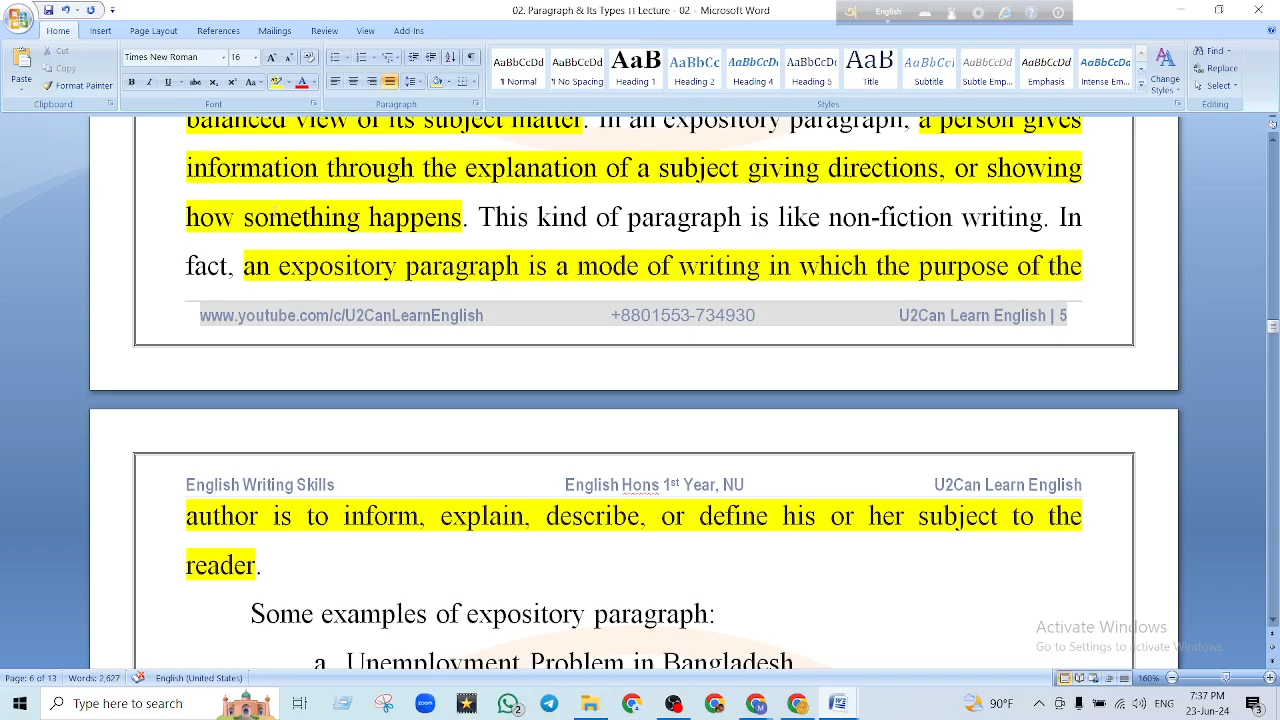 02. Paragraph & Its Types II Lecture - 02 - Microsoft Word
English
Home Insert Page Layout References Mailings Review View Add-Ins
Paste
Cut
Copy
Format Painter
Clipboard
Times New Roman 16
Font
Paragraph
AaBbCcDd AaBbCcDd AaB AaBbCc AaBbCcDd AaBbCcDd AaB AaBbCcI AaBbCcDd AaBbCcDd AaBbCcDd
¶ Normal ¶ No Spacing Heading 1 Heading 2 Heading 4 Heading 5 Title Subtitle Subtle Emp... Emphasis Intense Em...
Styles
Change Styles
Find
Replace
Select
Editing
balanced view of its subject matter. In an expository paragraph, a person gives
information through the explanation of a subject giving directions, or showing
how something happens. This kind of paragraph is like non-fiction writing. In
fact, an expository paragraph is a mode of writing in which the purpose of the
www.youtube.com/c/U2CanLearnEnglish +8801553-734930 U2Can Learn English | 5
English Writing Skills English Hons 1st Year, NU U2Can Learn English
author is to inform, explain, describe, or define his or her subject to the
reader.
Some examples of expository paragraph:
a. Unemployment Problem in Bangladesh
Activate Windows
Go to Settings to activate Windows.
Page: 6 of 13 Words: 2,627 English (United States) 160%
Type here to search
zoom
2
90°F
7:37 PM
23-Jun-24
3